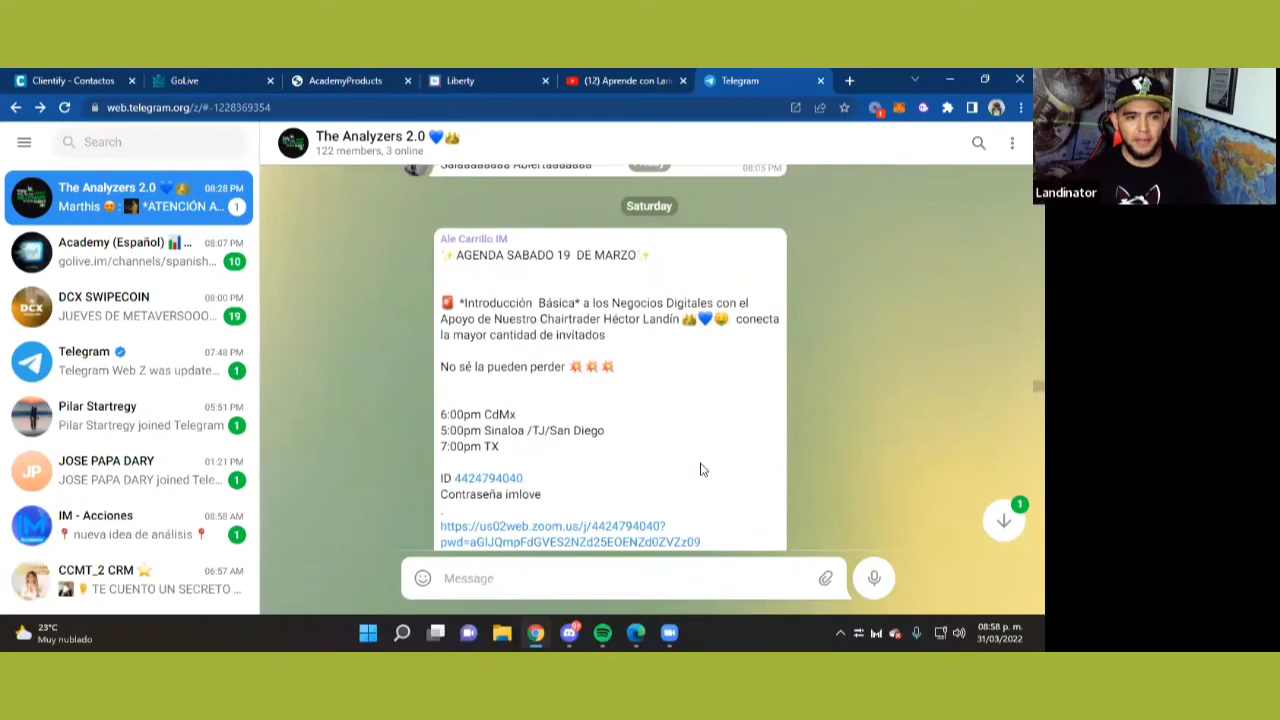 Clientify - Contactos
GoLive
AcademyProducts
Liberty
(12) Aprende con Lan
Telegram
web.telegram.org/z/#-1228369354
Search
The Analyzers 2.0 💙👑
122 members, 3 online
Landinator
The Analyzers 2.0 💙👑 08:28 PM
Marthis 😍 : *ATENCIÓN A... 1
Academy (Español) 📊 ... 08:07 PM
golive.im/channels/spanish... 10
DCX SWIPECOIN 08:00 PM
JUEVES DE METAVERSOOO... 19
Telegram 07:48 PM
Telegram Web Z was update... 1
Pilar Startregy 05:51 PM
Pilar Startregy joined Telegram 1
JP
JOSE PAPA DARY 01:21 PM
JOSE PAPA DARY joined Tele... 1
IM - Acciones 08:58 AM
📍 nueva idea de análisis 📍 1
CCMT_2 CRM ⭐ 06:57 AM
TE CUENTO UN SECRETO ...
08:05 PM
Saturday
Ale Carrillo IM
✨ AGENDA SABADO 19 DE MARZO✨
🚨 *Introducción Básica* a los Negocios Digitales con el
Apoyo de Nuestro Chairtrader Héctor Landín 👑💙🤑 conecta
la mayor cantidad de invitados
No sé la pueden perder 💥💥💥
6:00pm CdMx
5:00pm Sinaloa /TJ/San Diego
7:00pm TX
ID 4424794040
Contraseña imlove
.
https://us02web.zoom.us/j/4424794040?
pwd=aGlJQmpFdGVES2NZd25EOENZd0ZVZz09
1
Message
23°C
Muy nublado
08:58 p. m.
31/03/2022